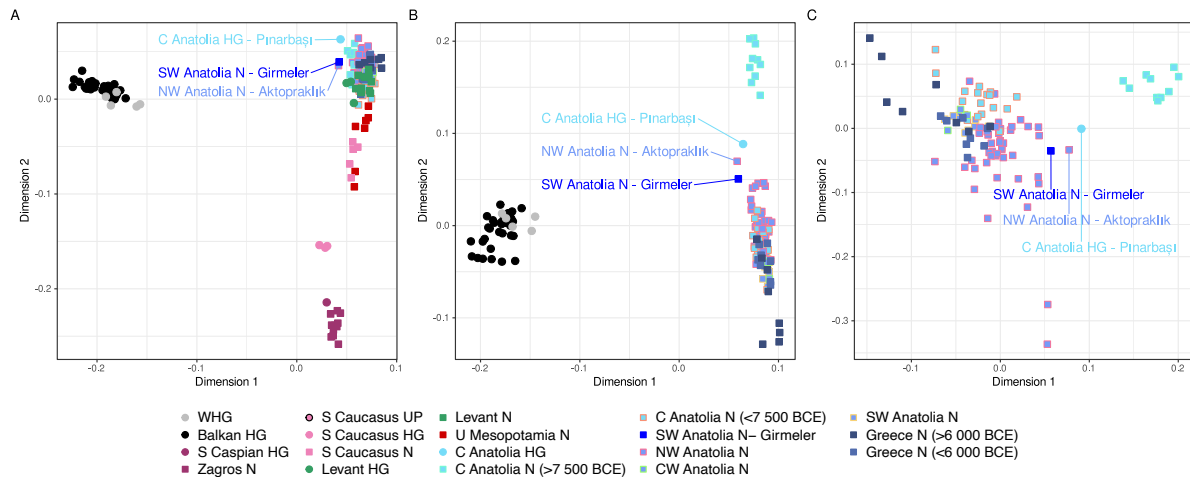 A
C Anatolia HG - Pınarbaşı
SW Anatolia N - Girmeler
NW Anatolia N - Aktopraklık
0.0
-0.1
-0.2
-0.2
-0.1
0.0
0.1
Dimension 1
Dimension 2
B
C Anatolia HG - Pınarbaşı
NW Anatolia N - Aktopraklık
SW Anatolia N - Girmeler
0.2
0.1
0.0
-0.1
-0.2
-0.1
0.0
0.1
Dimension 1
Dimension 2
C
SW Anatolia N - Girmeler
NW Anatolia N - Aktopraklık
C Anatolia HG - Pınarbaşı
0.1
0.0
-0.1
-0.2
-0.3
-0.1
0.0
0.1
0.2
Dimension 1
Dimension 2
WHG
Balkan HG
S Caspian HG
Zagros N
S Caucasus UP
S Caucasus HG
S Caucasus N
Levant HG
Levant N
U Mesopotamia N
C Anatolia HG
C Anatolia N (>7 500 BCE)
C Anatolia N (<7 500 BCE)
SW Anatolia N– Girmeler
NW Anatolia N
CW Anatolia N
SW Anatolia N
Greece N (>6 000 BCE)
Greece N (<6 000 BCE)